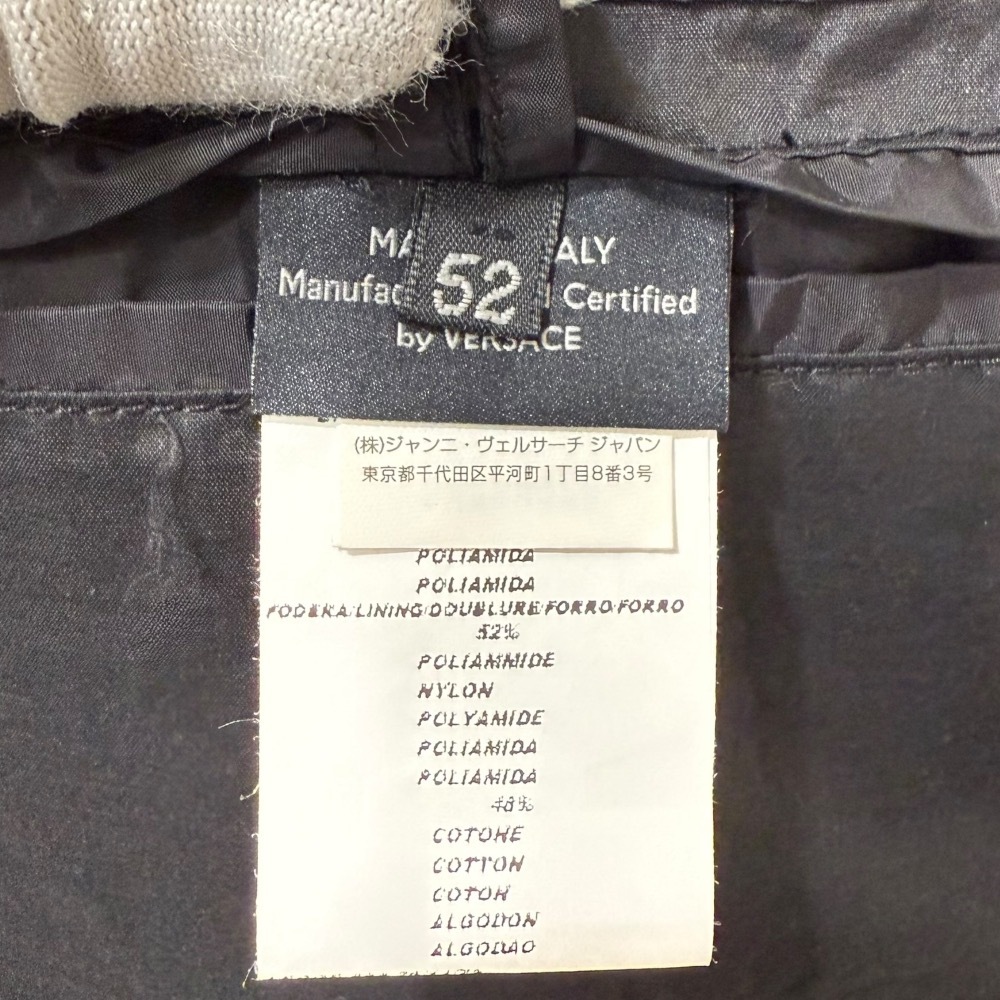 MA ALY
52
Manufac Certified
by VERSACE
(株)ジャンニ・ヴェルサーチ ジャパン
東京都千代田区平河町1丁目8番3号
POLIAMIDA
POLIAMIDA
FODERA/LINING/DOUBLURE/FORRO/FORRO
52%
POLIAMMIDE
NYLON
POLYAMIDE
POLIAMIDA
POLIAMIDA
48%
COTONE
COTTON
COTON
ALGODON
ALGODAO